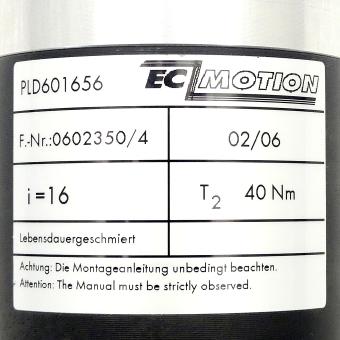 PLD601656 EC MOTION
F.-Nr.:0602350/4 02/06
i=16 T2 40 Nm
Lebensdauergeschmiert
Achtung: Die Montageanleitung unbedingt beachten.
Attention: The Manual must be strictly observed.